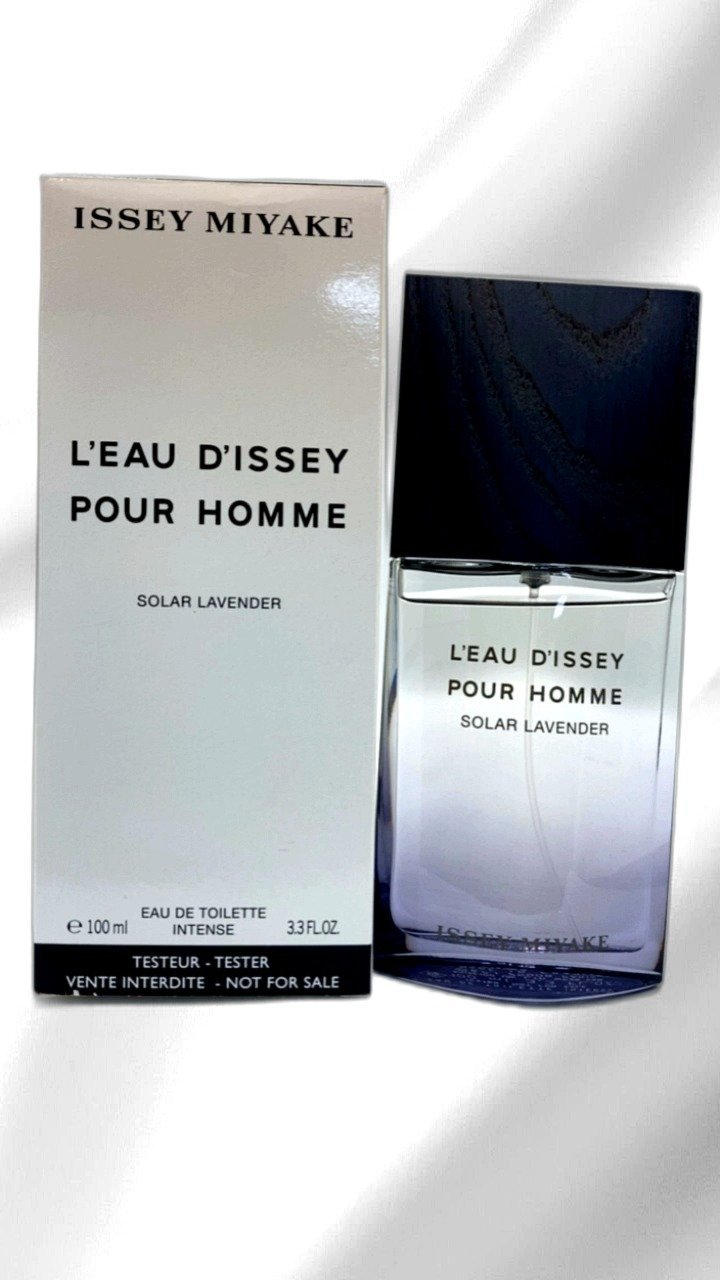 ISSEY MIYAKE
L'EAU D'ISSEY
POUR HOMME
SOLAR LAVENDER
EAU DE TOILETTE
INTENSE
e 100 ml
3.3 FL.OZ.
TESTEUR - TESTER
VENTE INTERDITE - NOT FOR SALE
L'EAU D'ISSEY
POUR HOMME
SOLAR LAVENDER
ISSEY MIYAKE